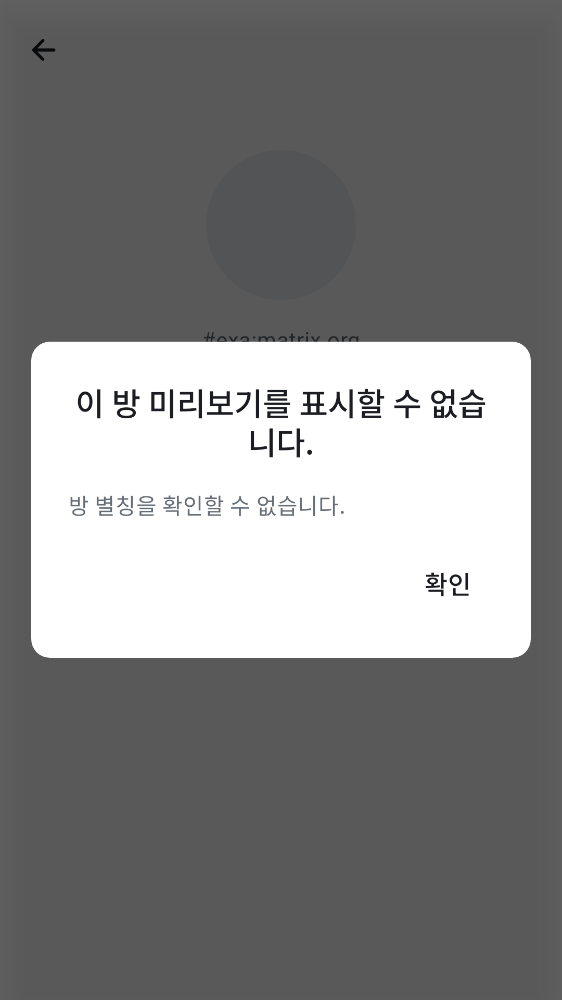 #exa:matrix.org
이 방 미리보기를 표시할 수 없습
니다.
방 별칭을 확인할 수 없습니다.
확인